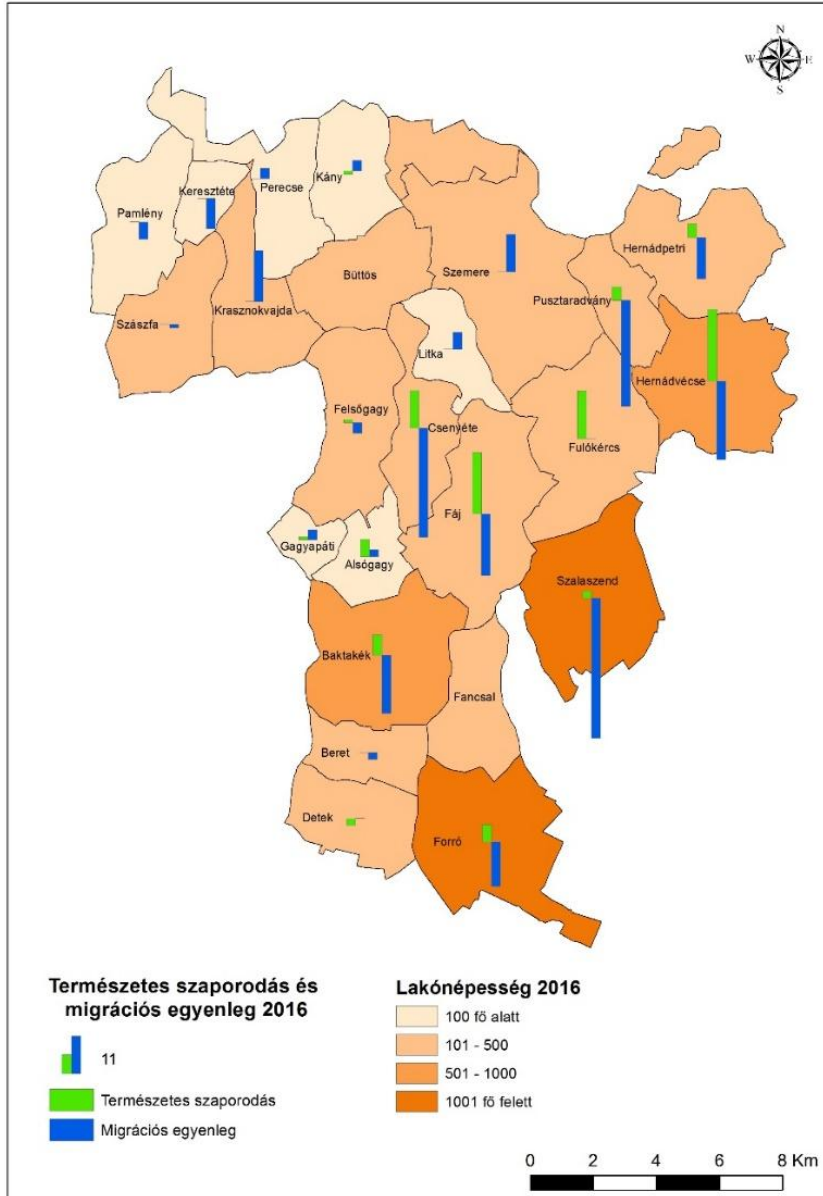 N
W E
S
Kány
Keresztéte
Perecse
Pamlény
Hernádpetri
Szemere
Büttös
Pusztaradvány
Krasznokvajda
Szászfa
Litka
Hernádvécse
Felsőgagy
Csenyéte
Fulókércs
Fáj
Gagyapáti
Alsógagy
Szalaszend
Baktakék
Fancsal
Beret
Detek
Forró
Természetes szaporodás és
migrációs egyenleg 2016
11
Természetes szaporodás
Migrációs egyenleg
Lakónépesség 2016
100 fő alatt
101 - 500
501 - 1000
1001 fő felett
0 2 4 6 8 Km